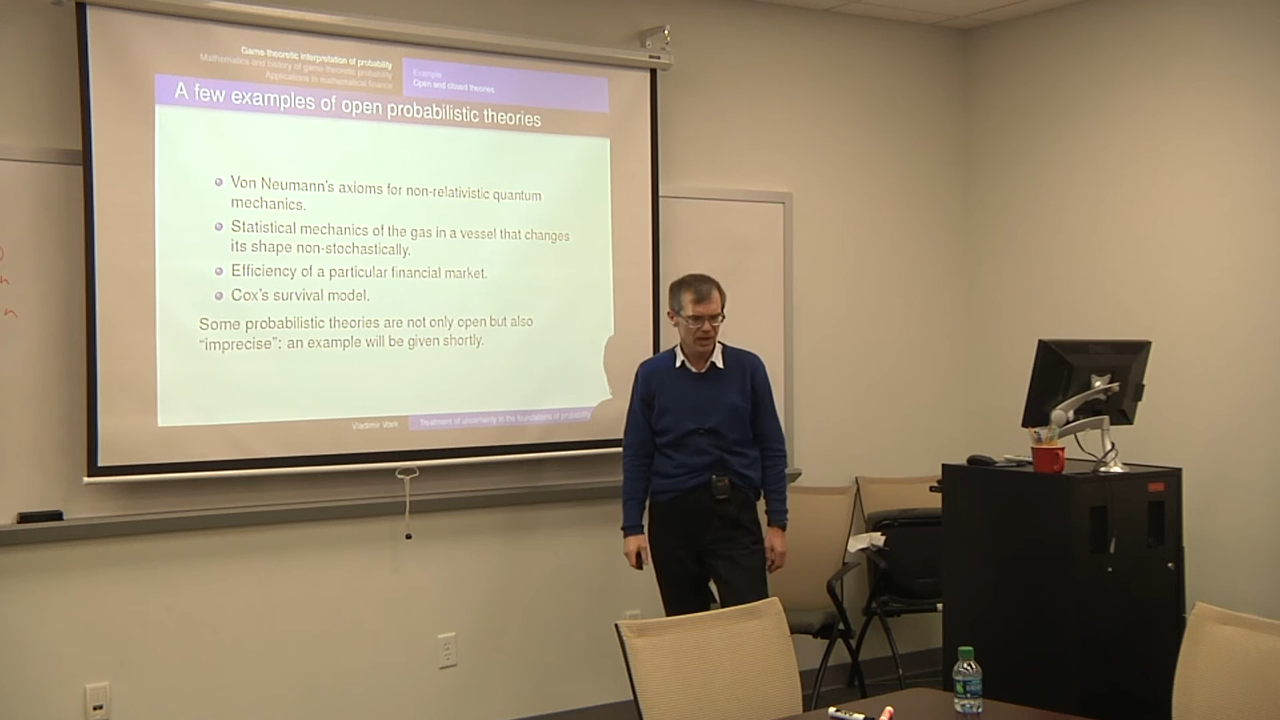 Game-theoretic interpretation of probability
Mathematics and history of game-theoretic probability
Applications in mathematical finance
Example
Open and closed theories
A few examples of open probabilistic theories
Von Neumann's axioms for non-relativistic quantum
mechanics.
Statistical mechanics of the gas in a vessel that changes
its shape non-stochastically.
Efficiency of a particular financial market.
Cox's survival model.
Some probabilistic theories are not only open but also
"imprecise": an example will be given shortly.
Vladimir Vovk
Treatment of uncertainty in the foundations of probability